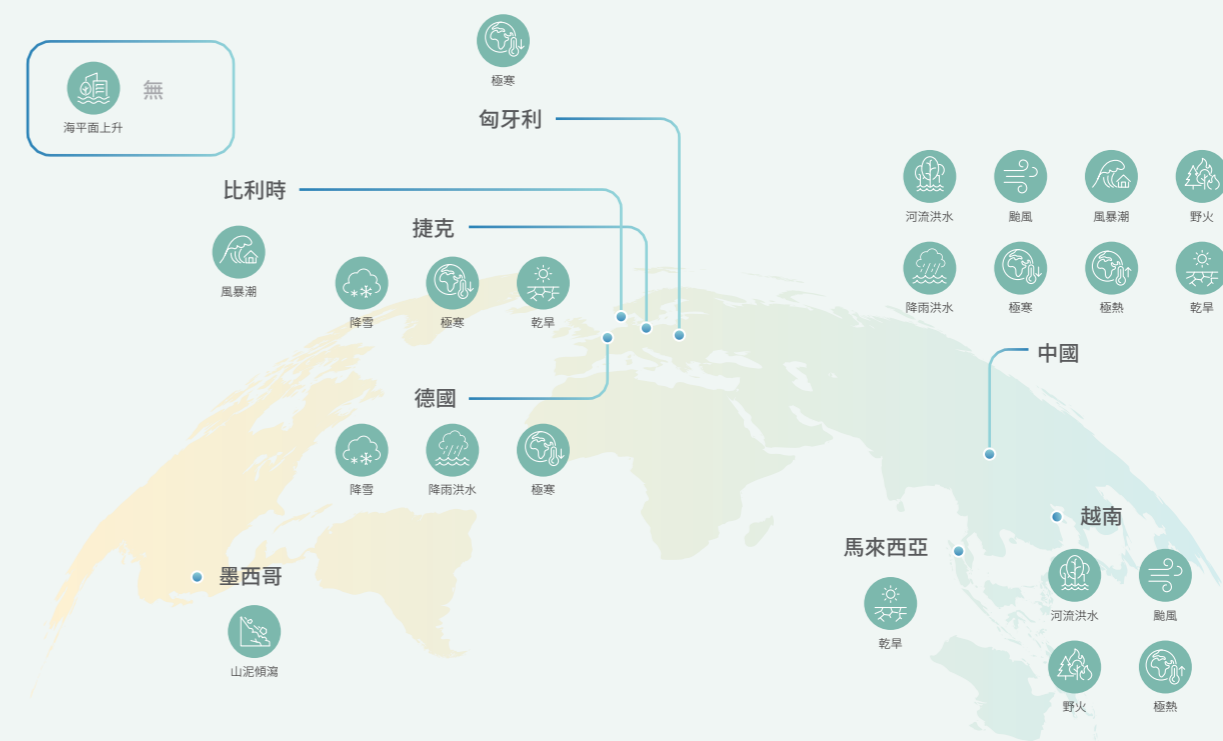 無
海平面上升
極寒
匈牙利
比利時
風暴潮
捷克
降雪
極寒
乾旱
河流洪水
颱風
風暴潮
野火
降雨洪水
極寒
極熱
乾旱
中國
德國
降雪
降雨洪水
極寒
墨西哥
山泥傾瀉
馬來西亞
乾旱
越南
河流洪水
颱風
野火
極熱